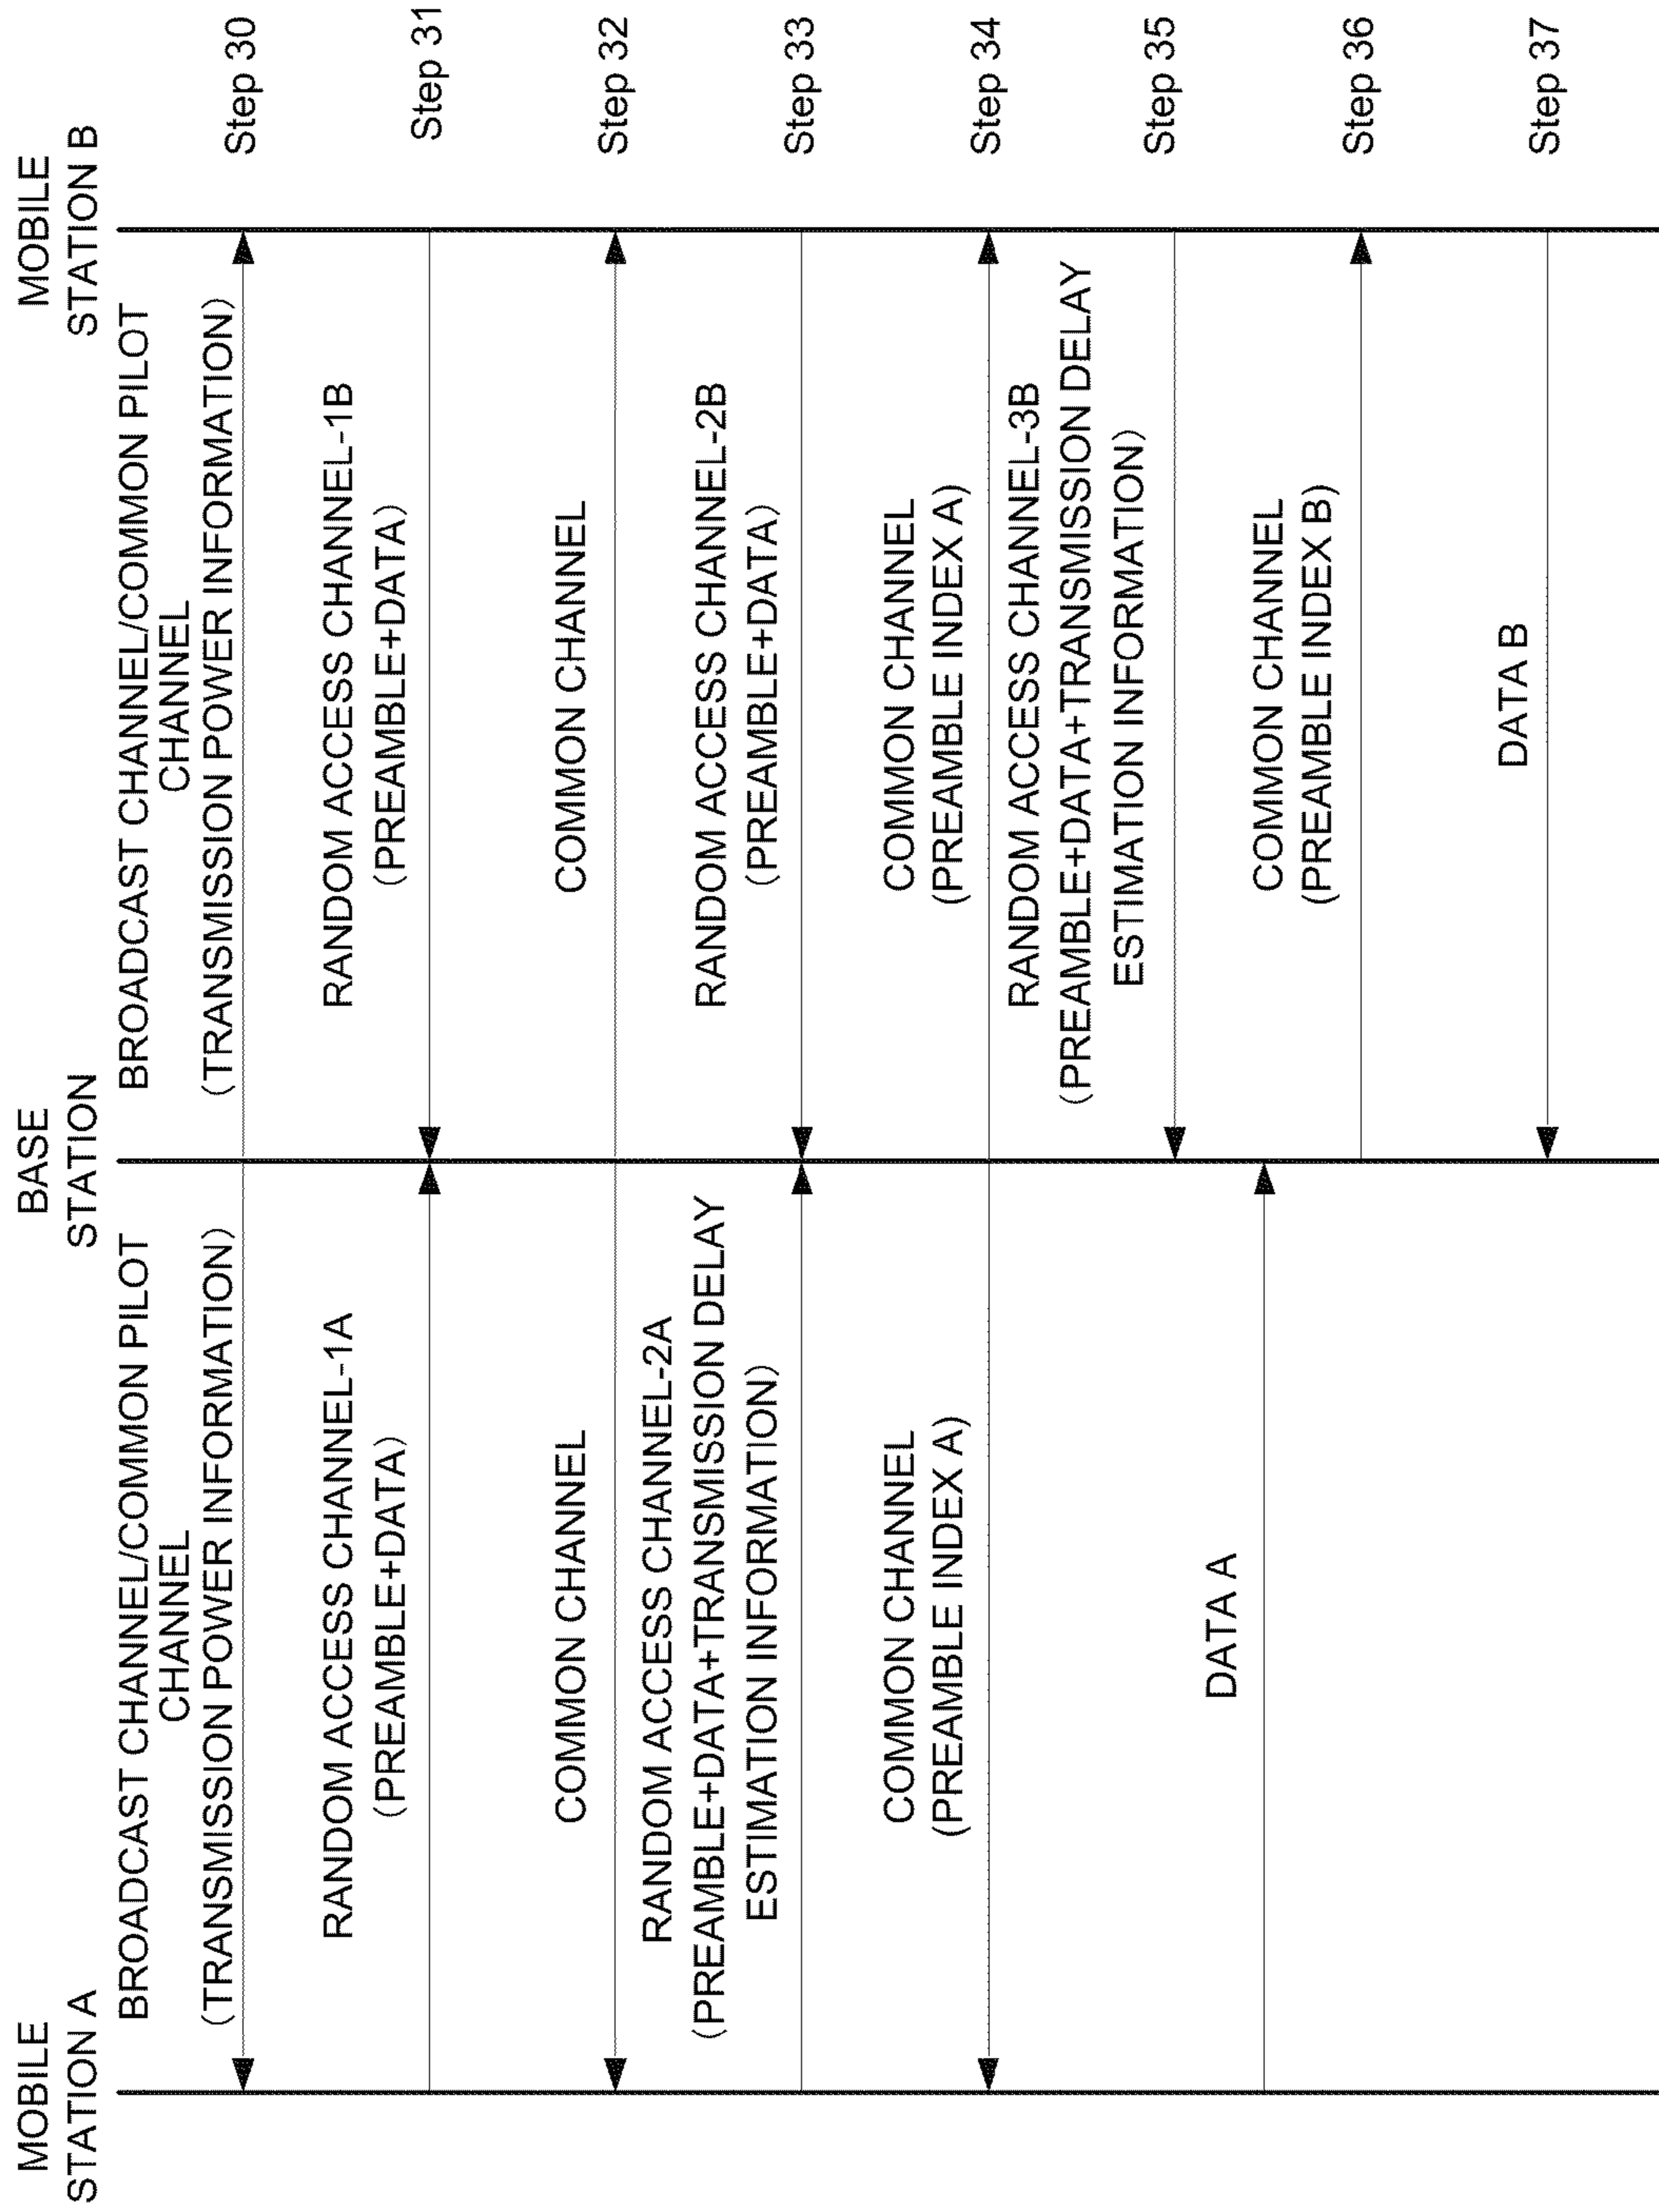 MOBILE
STATION A
BASE
STATION
MOBILE
STATION B
BROADCAST CHANNEL/COMMON PILOT
CHANNEL
(TRANSMISSION POWER INFORMATION)
BROADCAST CHANNEL/COMMON PILOT
CHANNEL
(TRANSMISSION POWER INFORMATION)
Step 30
RANDOM ACCESS CHANNEL-1A
(PREAMBLE+DATA)
RANDOM ACCESS CHANNEL-1B
(PREAMBLE+DATA)
Step 31
COMMON CHANNEL
COMMON CHANNEL
Step 32
RANDOM ACCESS CHANNEL-2A
(PREAMBLE+DATA+TRANSMISSION DELAY
ESTIMATION INFORMATION)
RANDOM ACCESS CHANNEL-2B
(PREAMBLE+DATA)
Step 33
COMMON CHANNEL
(PREAMBLE INDEX A)
COMMON CHANNEL
(PREAMBLE INDEX A)
Step 34
RANDOM ACCESS CHANNEL-3B
(PREAMBLE+DATA+TRANSMISSION DELAY
ESTIMATION INFORMATION)
Step 35
DATA A
COMMON CHANNEL
(PREAMBLE INDEX B)
Step 36
DATA B
Step 37